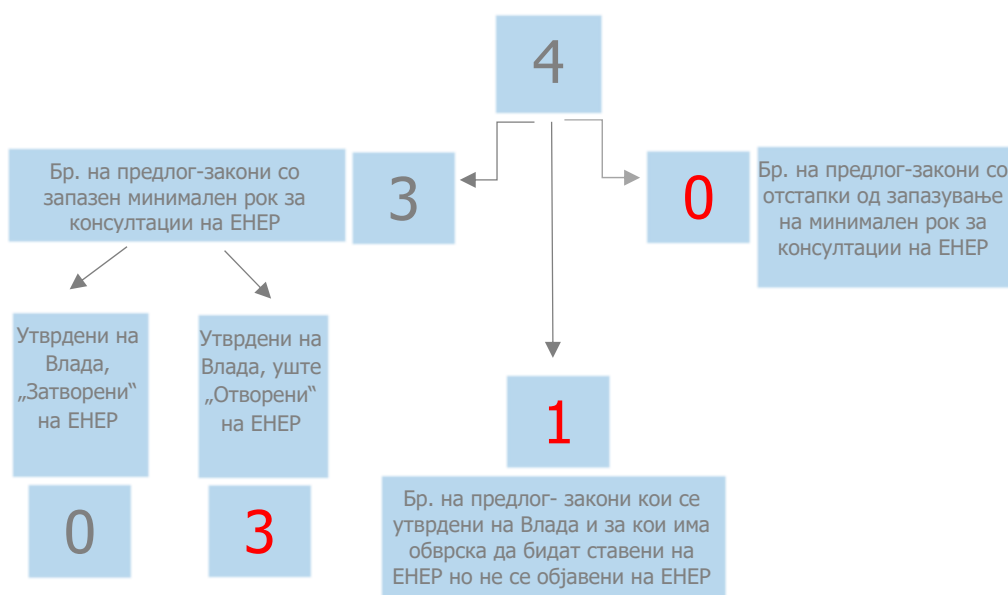 4
Бр. на предлог-закони со
запазен минимален рок за
консултации на ЕНЕР
3
0
Бр. на предлог-закони со
отстапки од запазување
на минимален рок за
консултации на ЕНЕР
Утврдени на
Влада,
„Затворени“
на ЕНЕР
0
Утврдени на
Влада, уште
„Отворени“
на ЕНЕР
3
1
Бр. на предлог- закони кои се
утврдени на Влада и за кои има
обврска да бидат ставени на
ЕНЕР но не се објавени на ЕНЕР